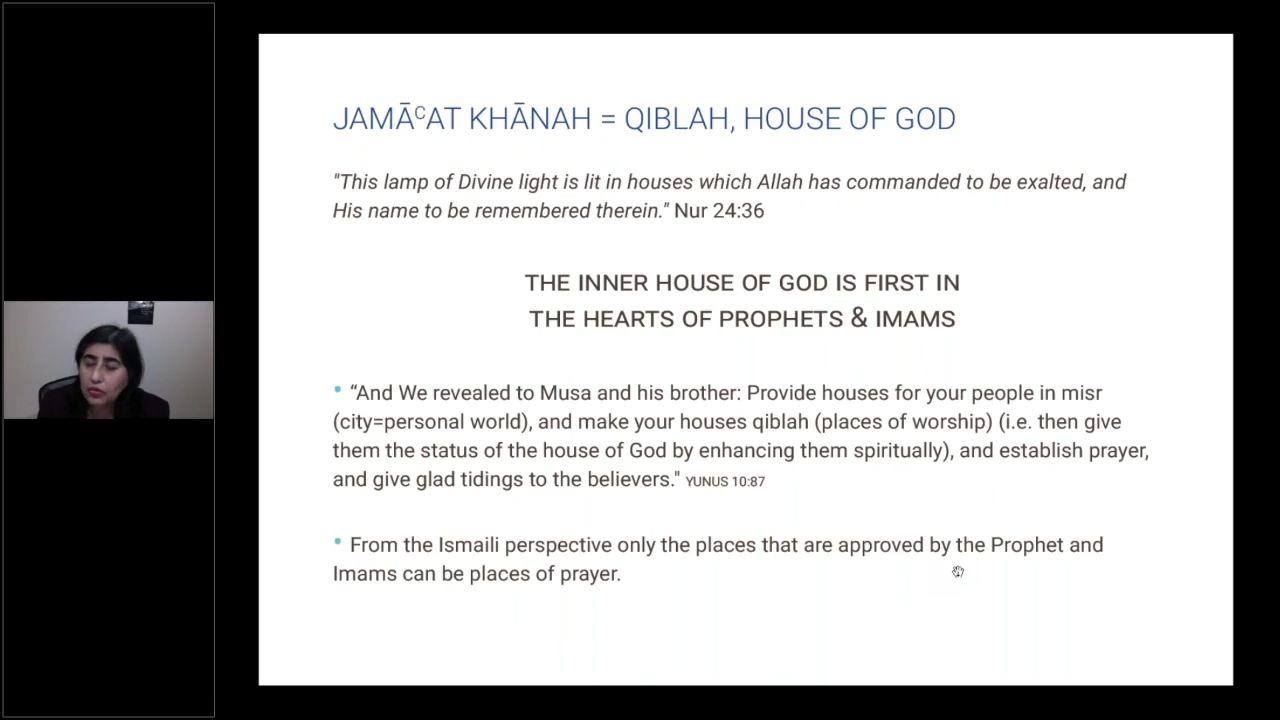 JAMĀᶜAT KHĀNAH = QIBLAH, HOUSE OF GOD
"This lamp of Divine light is lit in houses which Allah has commanded to be exalted, and
His name to be remembered therein." Nur 24:36
THE INNER HOUSE OF GOD IS FIRST IN
THE HEARTS OF PROPHETS & IMAMS
• “And We revealed to Musa and his brother: Provide houses for your people in misr
(city=personal world), and make your houses qiblah (places of worship) (i.e. then give
them the status of the house of God by enhancing them spiritually), and establish prayer,
and give glad tidings to the believers." YUNUS 10:87
• From the Ismaili perspective only the places that are approved by the Prophet and
Imams can be places of prayer.